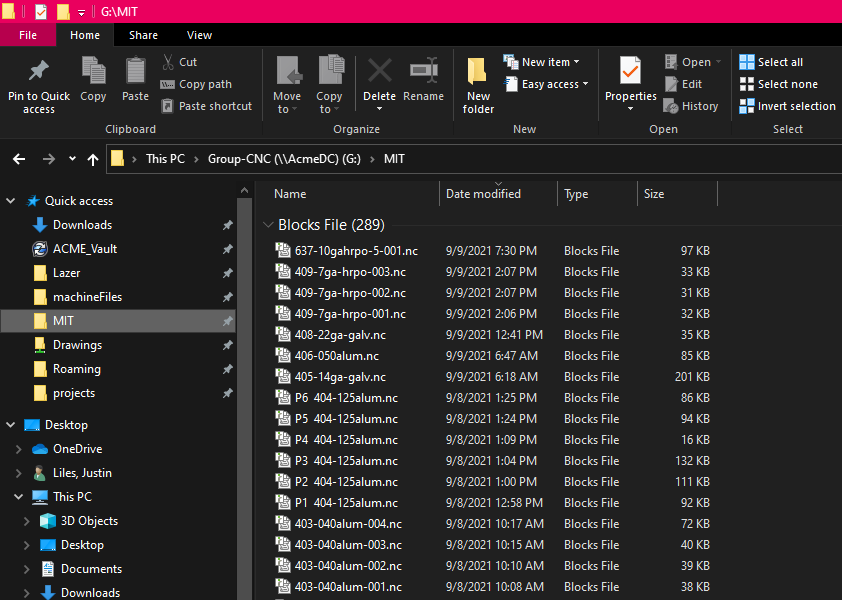 G:\MIT
File Home Share View
Pin to Quick access
Copy
Paste
Cut
Copy path
Paste shortcut
Move to
Copy to
Delete
Rename
New folder
New item
Easy access
Properties
Open
Edit
History
Select all
Select none
Invert selection
Clipboard Organize New Open Select
This PC Group-CNC (\\AcmeDC) (G:) MIT
Quick access
Downloads
ACME_Vault
Lazer
machineFiles
MIT
Drawings
Roaming
projects
Desktop
OneDrive
Liles, Justin
This PC
3D Objects
Desktop
Documents
Downloads
Name Date modified Type Size
Blocks File (289)
637-10gahrpo-5-001.nc 9/9/2021 7:30 PM Blocks File 97 KB
409-7ga-hrpo-003.nc 9/9/2021 2:07 PM Blocks File 33 KB
409-7ga-hrpo-002.nc 9/9/2021 2:07 PM Blocks File 31 KB
409-7ga-hrpo-001.nc 9/9/2021 2:06 PM Blocks File 32 KB
408-22ga-galv.nc 9/9/2021 12:41 PM Blocks File 35 KB
406-050alum.nc 9/9/2021 6:47 AM Blocks File 85 KB
405-14ga-galv.nc 9/9/2021 6:18 AM Blocks File 201 KB
P6 404-125alum.nc 9/8/2021 1:25 PM Blocks File 86 KB
P5 404-125alum.nc 9/8/2021 1:24 PM Blocks File 94 KB
P4 404-125alum.nc 9/8/2021 1:09 PM Blocks File 16 KB
P3 404-125alum.nc 9/8/2021 1:04 PM Blocks File 132 KB
P2 404-125alum.nc 9/8/2021 1:00 PM Blocks File 111 KB
P1 404-125alum.nc 9/8/2021 12:58 PM Blocks File 92 KB
403-040alum-004.nc 9/8/2021 10:17 AM Blocks File 72 KB
403-040alum-003.nc 9/8/2021 10:15 AM Blocks File 40 KB
403-040alum-002.nc 9/8/2021 10:10 AM Blocks File 39 KB
403-040alum-001.nc 9/8/2021 10:08 AM Blocks File 38 KB